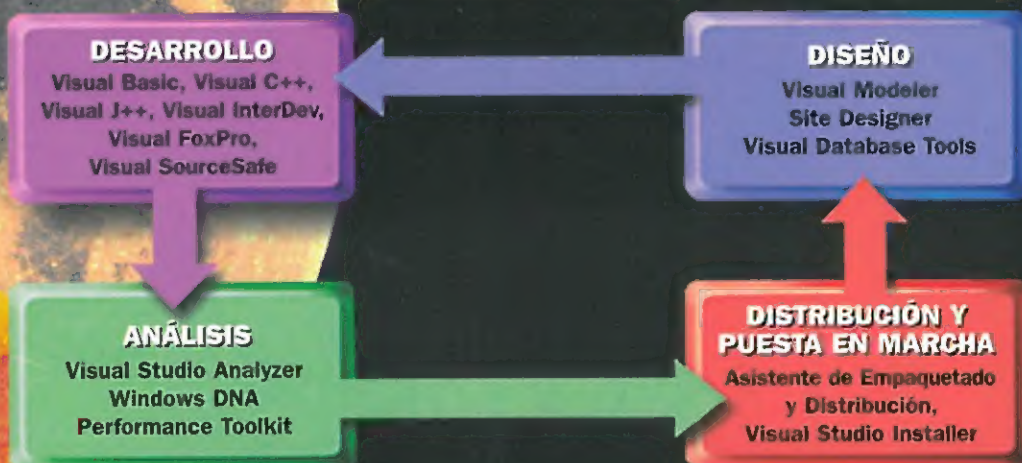 DESARROLLO
Visual Basic, Visual C++,
Visual J++, Visual InterDev,
Visual FoxPro,
Visual SourceSafe
DISEÑO
Visual Modeler
Site Designer
Visual Database Tools
ANÁLISIS
Visual Studio Analyzer
Windows DNA
Performance Toolkit
DISTRIBUCIÓN Y
PUESTA EN MARCHA
Asistente de Empaquetado
y Distribución,
Visual Studio Installer